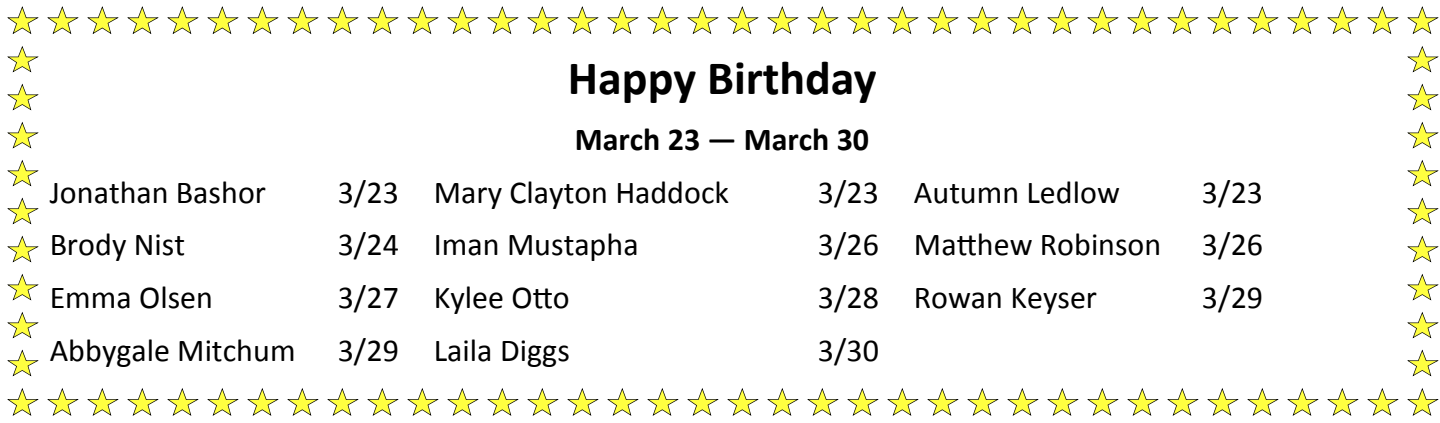 Happy Birthday
March 23 — March 30
Jonathan Bashor 3/23 Mary Clayton Haddock 3/23 Autumn Ledlow 3/23
Brody Nist 3/24 Iman Mustapha 3/26 Matthew Robinson 3/26
Emma Olsen 3/27 Kylee Otto 3/28 Rowan Keyser 3/29
Abbygale Mitchum 3/29 Laila Diggs 3/30